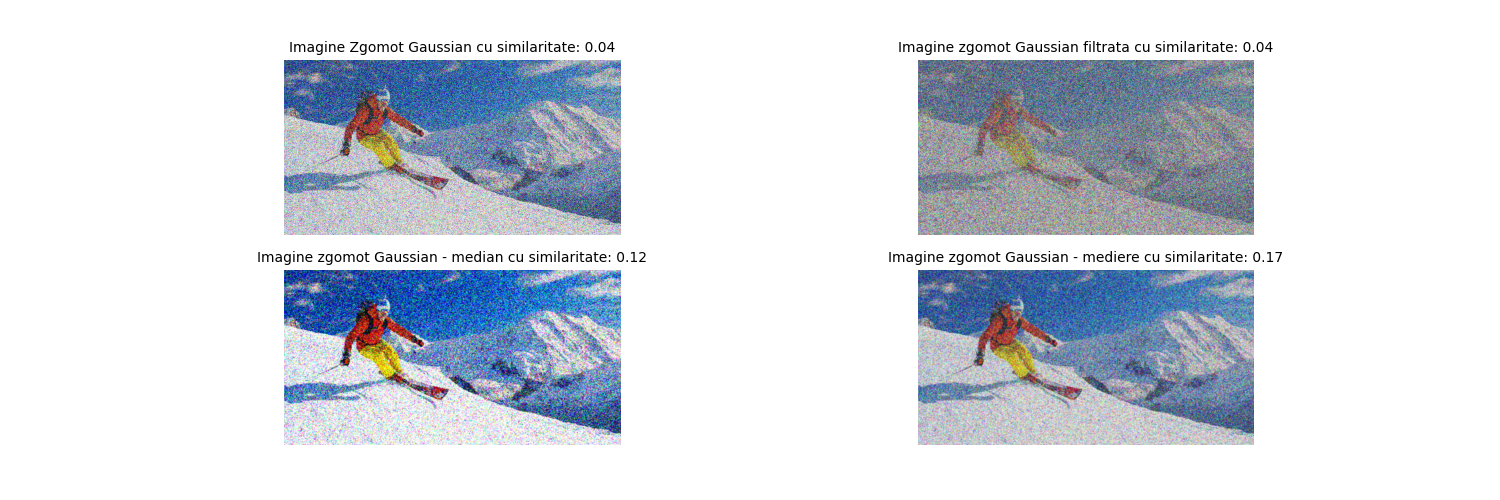 Imagine Zgomot Gaussian cu similaritate: 0.04
Imagine zgomot Gaussian filtrata cu similaritate: 0.04
Imagine zgomot Gaussian - median cu similaritate: 0.12
Imagine zgomot Gaussian - mediere cu similaritate: 0.17